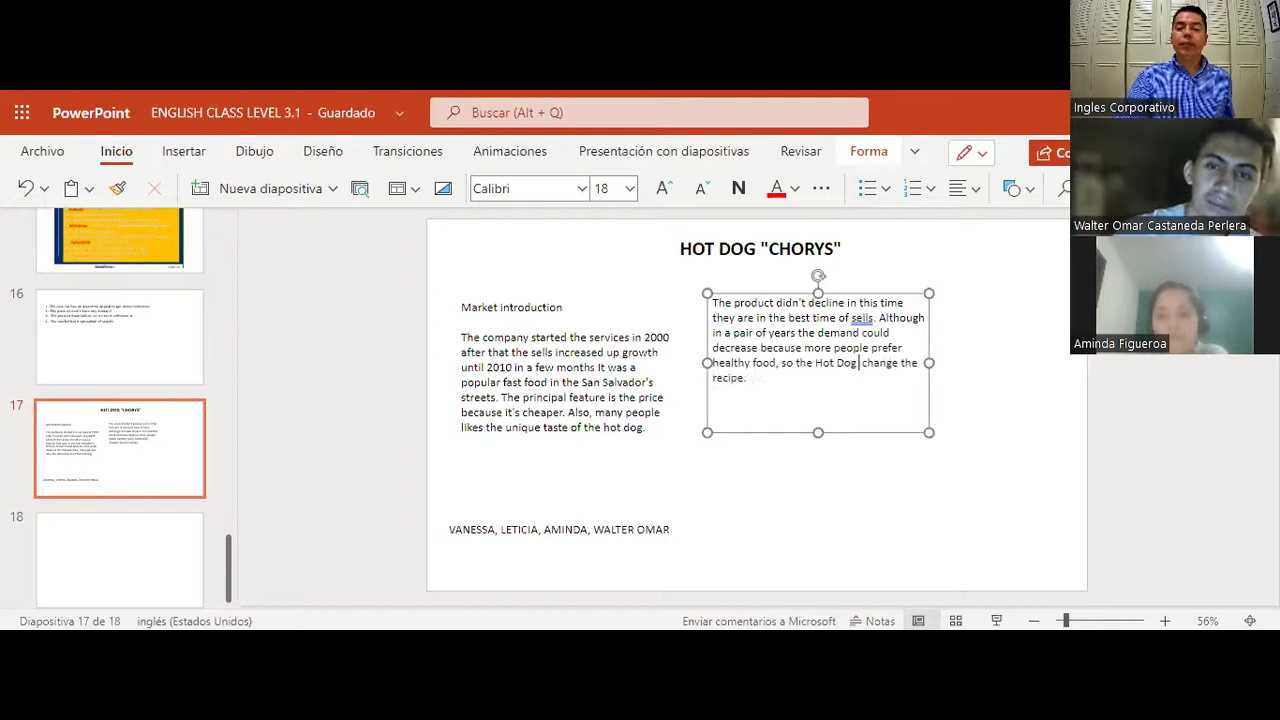 PowerPoint ENGLISH CLASS LEVEL 3.1 - Guardado
Buscar (Alt + Q)
Ingles Corporativo
Archivo Inicio Insertar Dibujo Diseño Transiciones Animaciones Presentación con diapositivas Revisar Forma Co
Nueva diapositiva Calibri 18 N A
Walter Omar Castaneda Perlera
Aminda Figueroa
16
17
18
HOT DOG "CHORYS"
Market introduction
The company started the services in 2000
after that the sells increased up growth
until 2010 in a few months It was a
popular fast food in the San Salvador's
streets. The principal feature is the price
because it's cheaper. Also, many people
likes the unique taste of the hot dog.
The product didn't decline in this time
they are in the best time of sells. Although
in a pair of years the demand could
decrease because more people prefer
healthy food, so the Hot Dog change the
recipe.
VANESSA, LETICIA, AMINDA, WALTER OMAR
Diapositiva 17 de 18 inglés (Estados Unidos)
Enviar comentarios a Microsoft Notas 56%